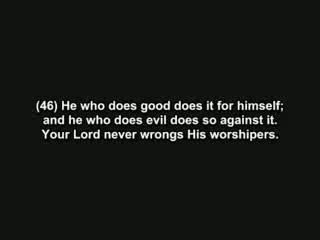 (46) He who does good does it for himself;
and he who does evil does so against it.
Your Lord never wrongs His worshipers.